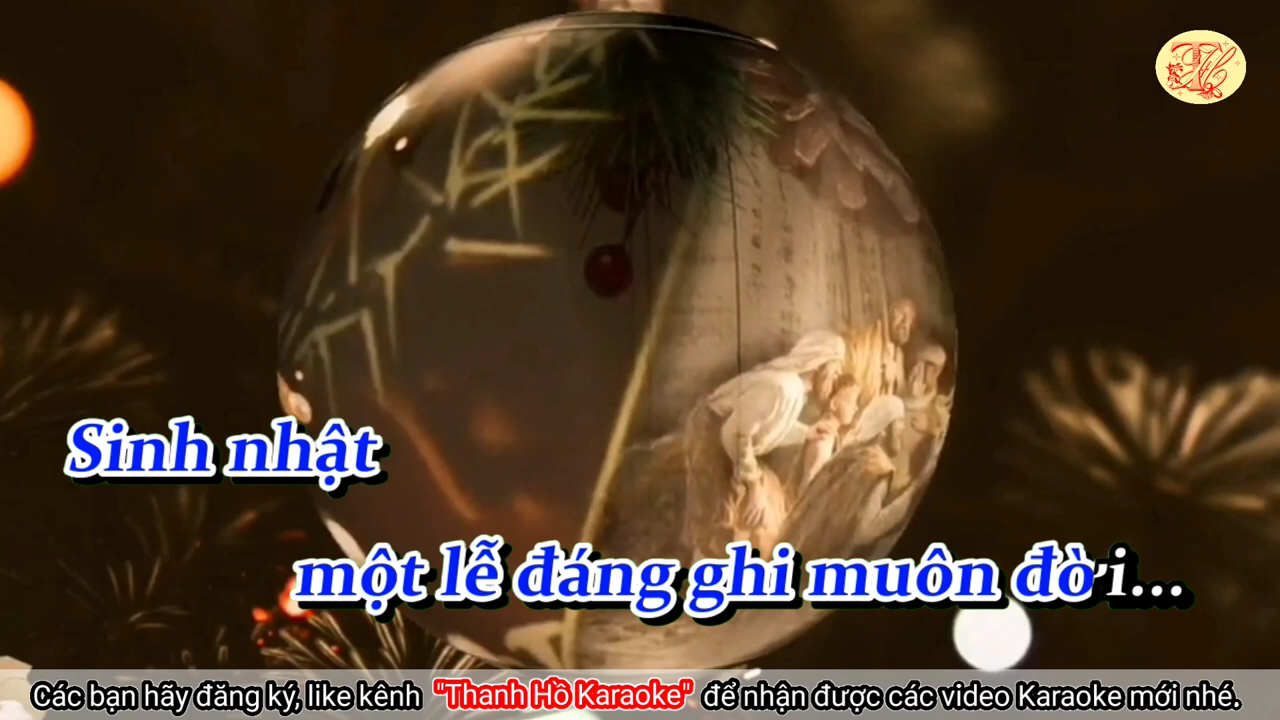 Sinh nhật
một lễ đáng ghi muôn đời...
Các bạn hãy đăng ký, like kênh "Thanh Hồ Karaoke" để nhận được các video Karaoke mới nhé.